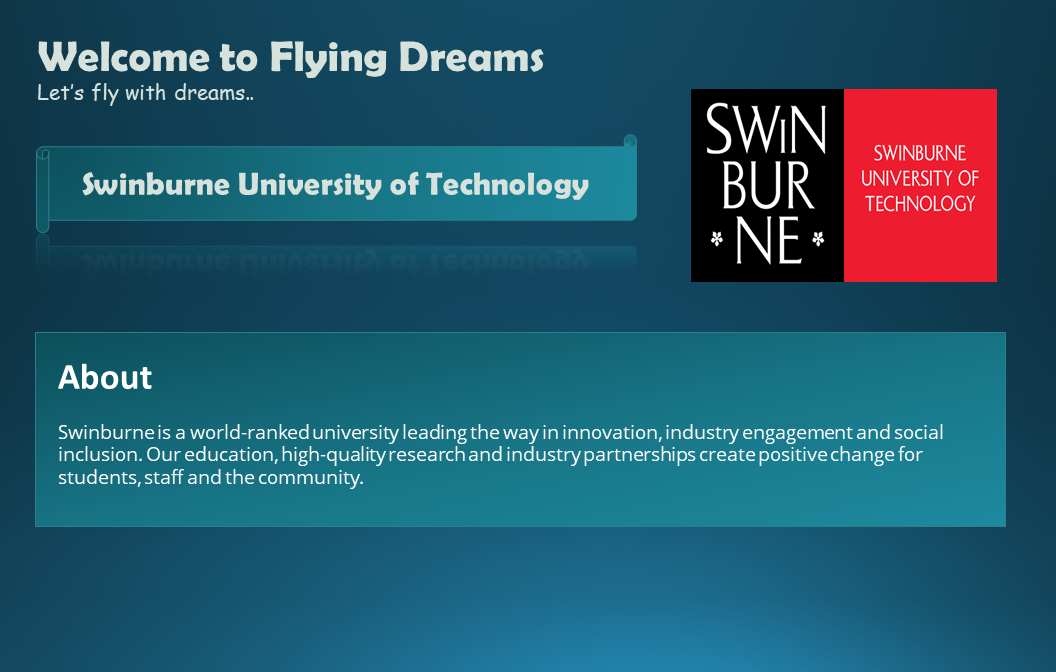 Welcome to Flying Dreams
Let's fly with dreams..
Swinburne University of Technology
SWiN
BUR
NE
SWINBURNE
UNIVERSITY OF
TECHNOLOGY
About
Swinburne is a world-ranked university leading the way in innovation, industry engagement and social
inclusion. Our education, high-quality research and industry partnerships create positive change for
students, staff and the community.